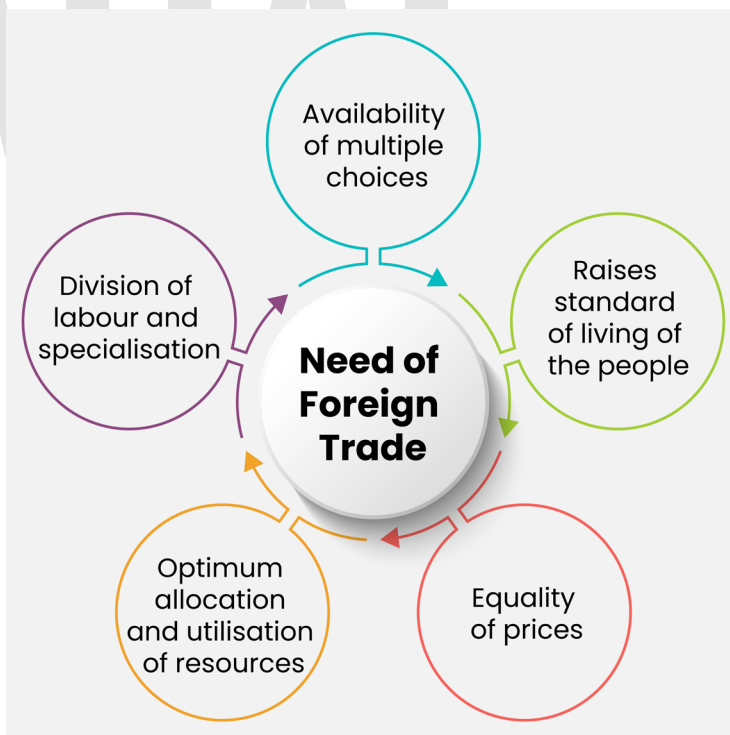 Availability
of multiple
choices
Raises
standard
of living of
the people
Equality
of prices
Optimum
allocation
and utilisation
of resources
Division of
labour and
specialisation
Need of
Foreign
Trade